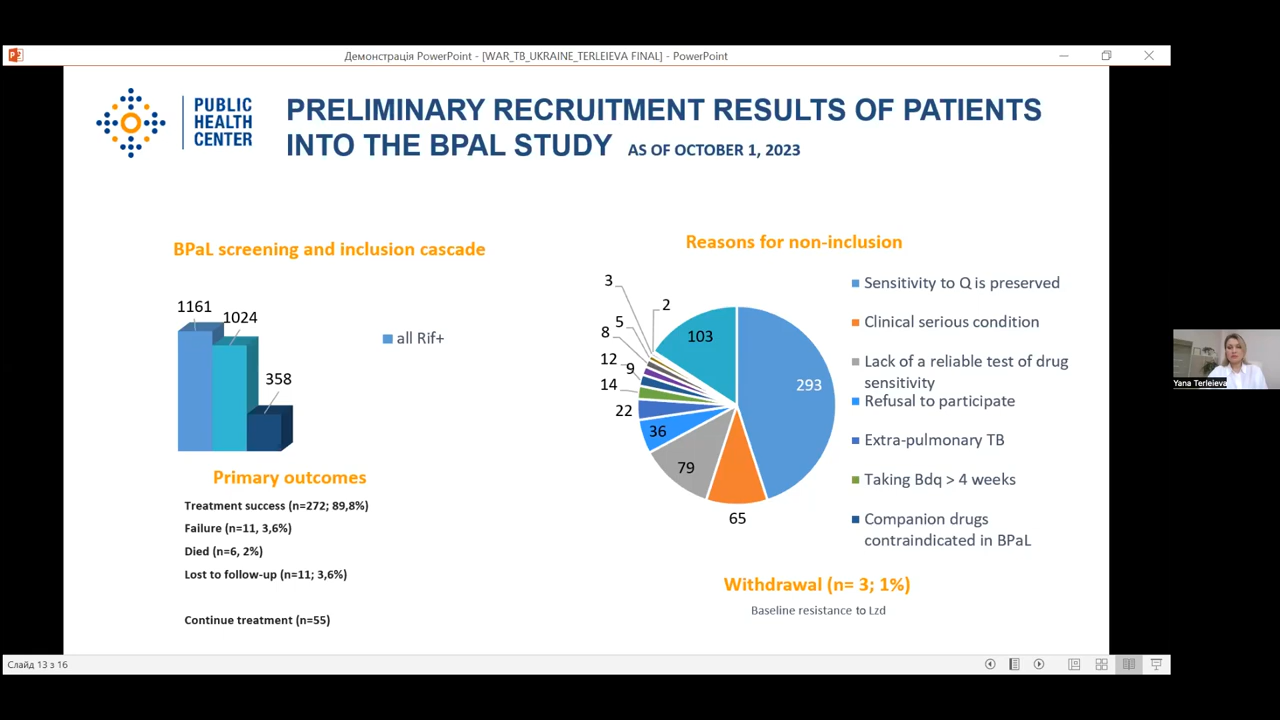 Демонстрація PowerPoint - [WAR_TB_UKRAINE_TERLEIEVA FINAL] - PowerPoint
PUBLIC
HEALTH
CENTER
PRELIMINARY RECRUITMENT RESULTS OF PATIENTS
INTO THE BPAL STUDY AS OF OCTOBER 1, 2023
BPaL screening and inclusion cascade
1161
1024
358
all Rif+
Primary outcomes
Treatment success (n=272; 89,8%)
Failure (n=11, 3,6%)
Died (n=6, 2%)
Lost to follow-up (n=11; 3,6%)
Continue treatment (n=55)
Reasons for non-inclusion
3
2
5
8
12
9
14
22
36
79
65
103
293
Sensitivity to Q is preserved
Clinical serious condition
Lack of a reliable test of drug
sensitivity
Refusal to participate
Extra-pulmonary TB
Taking Bdq > 4 weeks
Companion drugs
contraindicated in BPaL
Withdrawal (n= 3; 1%)
Baseline resistance to Lzd
Yana Terleieva
Слайд 13 з 16